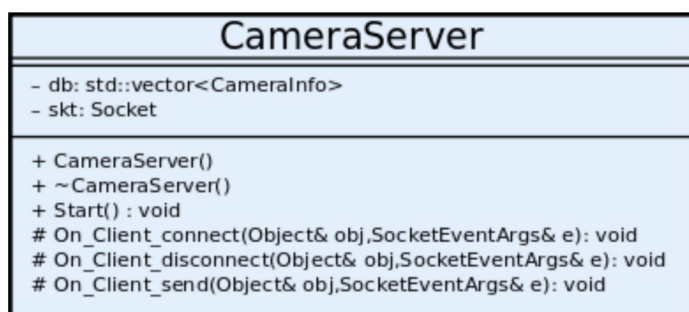 CameraServer
– db: std::vector<CameraInfo>
– skt: Socket
+ CameraServer()
+ ~CameraServer()
+ Start() : void
# On_Client_connect(Object& obj,SocketEventArgs& e): void
# On_Client_disconnect(Object& obj,SocketEventArgs& e): void
# On_Client_send(Object& obj,SocketEventArgs& e): void